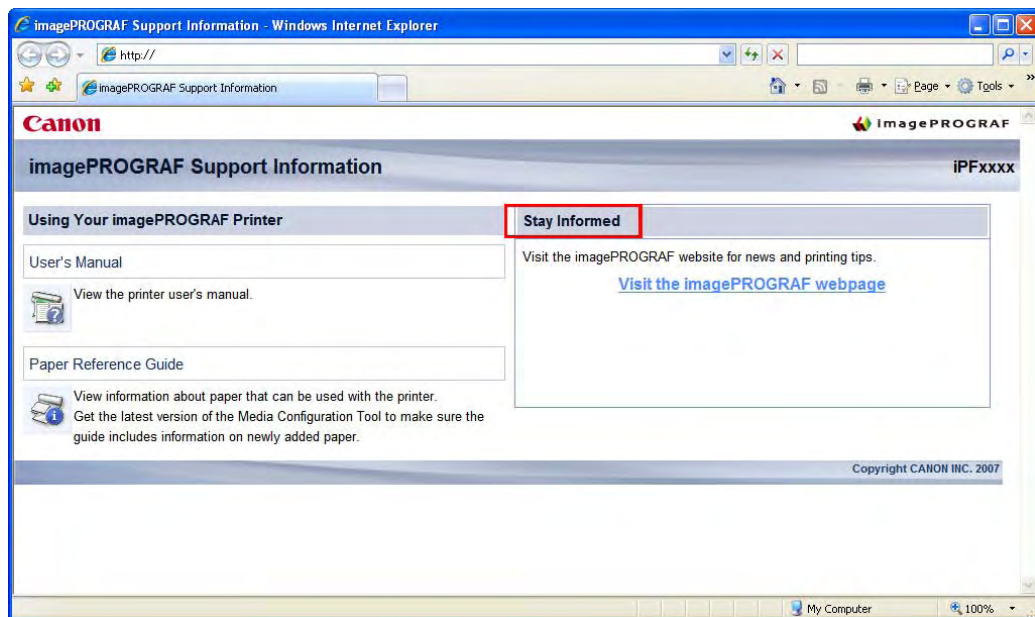 imagePROGRAF Support Information - Windows Internet Explorer
http://
imagePROGRAF Support Information
Page
Tools
»
Canon
imagePROGRAF
imagePROGRAF Support Information
iPFxxxx
Using Your imagePROGRAF Printer
User's Manual
View the printer user's manual.
Paper Reference Guide
View information about paper that can be used with the printer.
Get the latest version of the Media Configuration Tool to make sure the
guide includes information on newly added paper.
Stay Informed
Visit the imagePROGRAF website for news and printing tips.
Visit the imagePROGRAF webpage
Copyright CANON INC. 2007
My Computer
100%